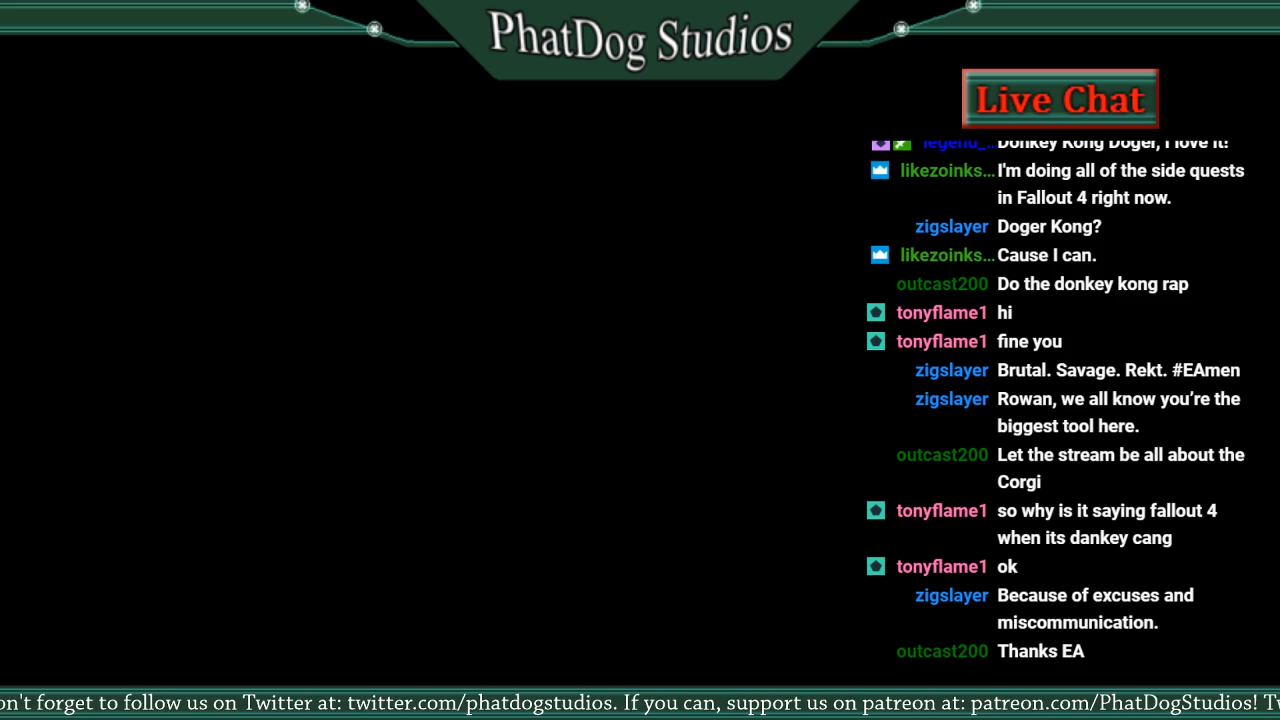 PhatDog Studios
Live Chat
legend_... Donkey Kong Doger, I love it!
likezoinks... I'm doing all of the side quests
in Fallout 4 right now.
zigslayer Doger Kong?
likezoinks... Cause I can.
outcast200 Do the donkey kong rap
tonyflame1 hi
tonyflame1 fine you
zigslayer Brutal. Savage. Rekt. #EAmen
zigslayer Rowan, we all know you’re the
biggest tool here.
outcast200 Let the stream be all about the
Corgi
tonyflame1 so why is it saying fallout 4
when its dankey cang
tonyflame1 ok
zigslayer Because of excuses and
miscommunication.
outcast200 Thanks EA
on't forget to follow us on Twitter at: twitter.com/phatdogstudios. If you can, support us on patreon at: patreon.com/PhatDogStudios! Tw